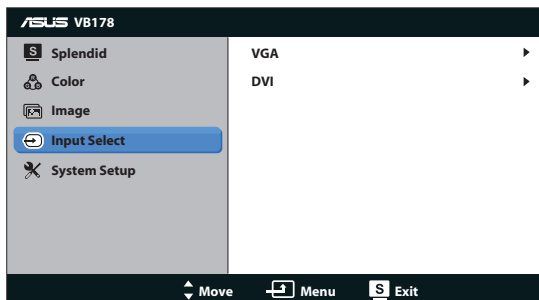 ASUS VB178
S Splendid
VGA
Color
DVI
Image
Input Select
System Setup
Move Menu S Exit